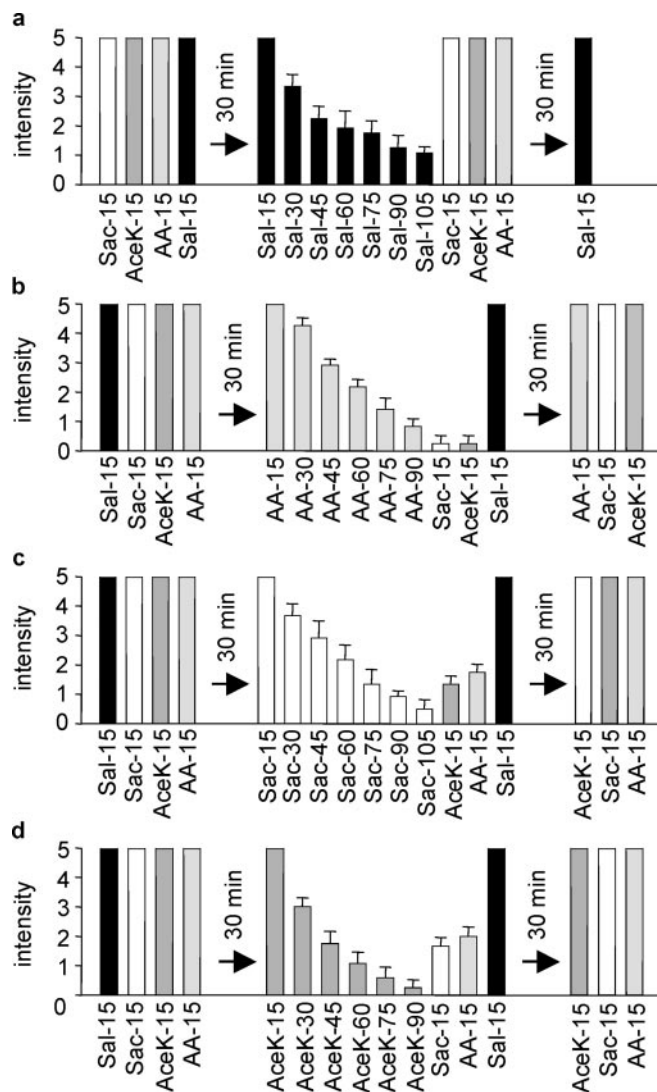 a
intensity
5
4
3
2
1
0
30 min
30 min
Sac-15
AceK-15
AA-15
Sal-15
Sal-15
Sal-30
Sal-45
Sal-60
Sal-75
Sal-90
Sal-105
Sac-15
AceK-15
AA-15
Sal-15
b
intensity
5
4
3
2
1
0
30 min
30 min
Sal-15
Sac-15
AceK-15
AA-15
AA-15
AA-30
AA-45
AA-60
AA-75
AA-90
Sac-15
AceK-15
Sal-15
AA-15
Sac-15
AceK-15
c
intensity
5
4
3
2
1
0
30 min
30 min
Sal-15
Sac-15
AceK-15
AA-15
Sac-15
Sac-30
Sac-45
Sac-60
Sac-75
Sac-90
Sac-105
AceK-15
AA-15
Sal-15
AceK-15
Sac-15
AA-15
d
intensity
5
4
3
2
1
0
30 min
30 min
Sal-15
Sac-15
AceK-15
AA-15
AceK-15
AceK-30
AceK-45
AceK-60
AceK-75
AceK-90
Sac-15
AA-15
Sal-15
AceK-15
Sac-15
AA-15